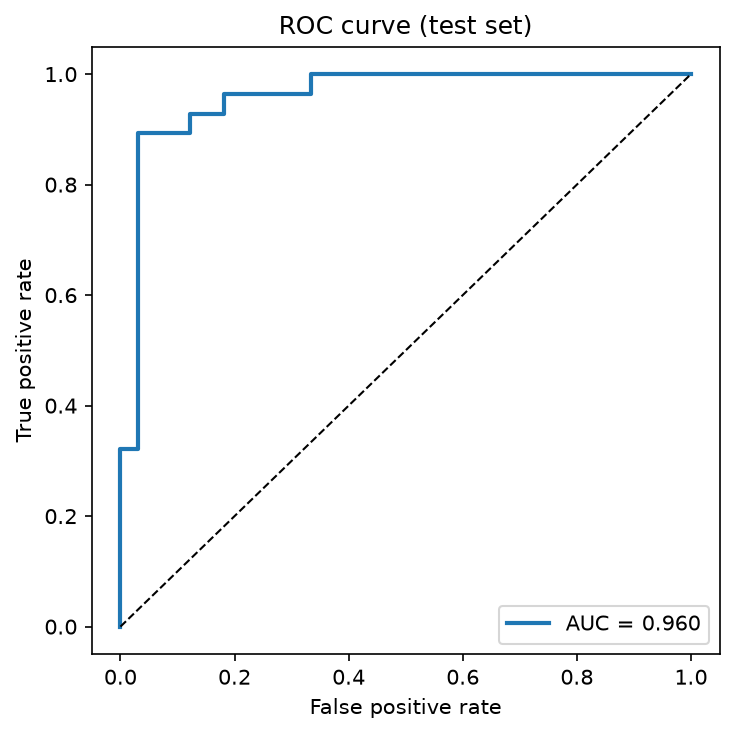 ROC curve (test set)
True positive rate
1.0
0.8
0.6
0.4
0.2
0.0
AUC = 0.960
0.0 0.2 0.4 0.6 0.8 1.0
False positive rate